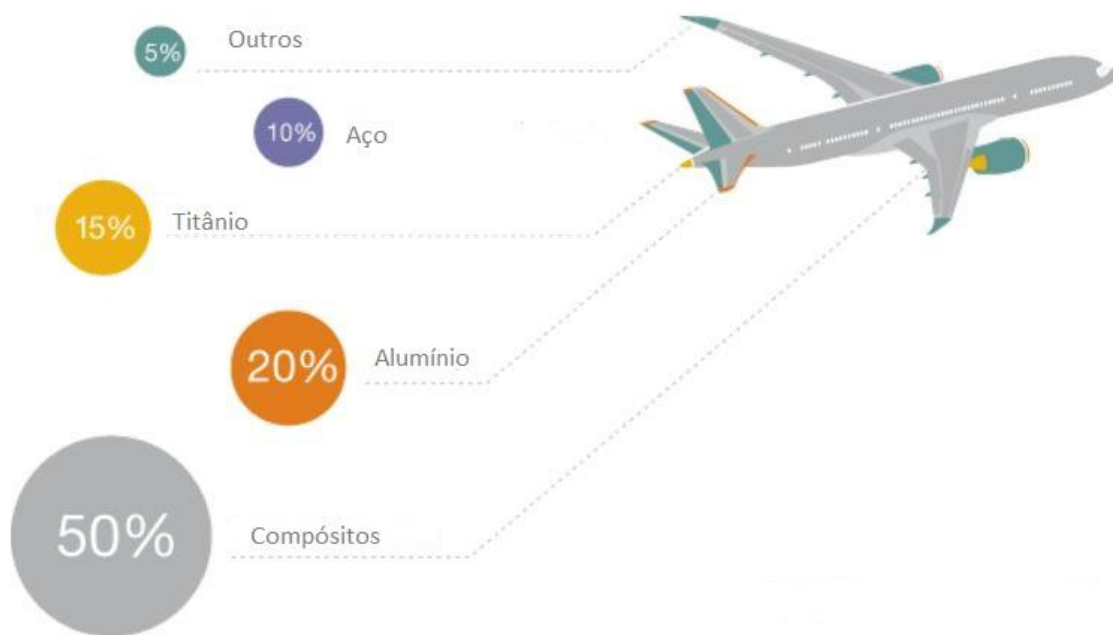 5% Outros
10% Aço
15% Titânio
20% Alumínio
50% Compósitos